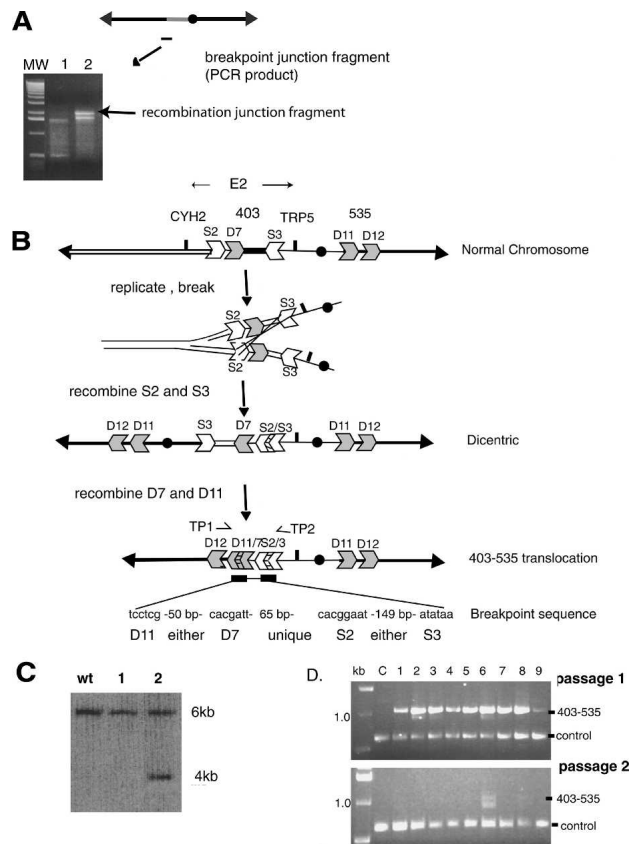 A
breakpoint junction fragment
(PCR product)
MW 1 2
recombination junction fragment
← E2 →
CYH2 403 TRP5 535
B
S2 D7 S3 D11 D12
Normal Chromosome
replicate , break
S2 S3
S2 S3
recombine S2 and S3
D12 D11 S3 D7 S2/S3 D11 D12
Dicentric
recombine D7 and D11
TP1 TP2
D12 D11/7 S2/3 D11 D12
403-535 translocation
tcctcg -50 bp- cacgatt- 65 bp- cacggaat -149 bp- atataa Breakpoint sequence
D11 either D7 unique S2 either S3
C
wt 1 2
6kb
4kb
D.
kb C 1 2 3 4 5 6 7 8 9 passage 1
1.0
403-535
control
passage 2
1.0
403-535
control